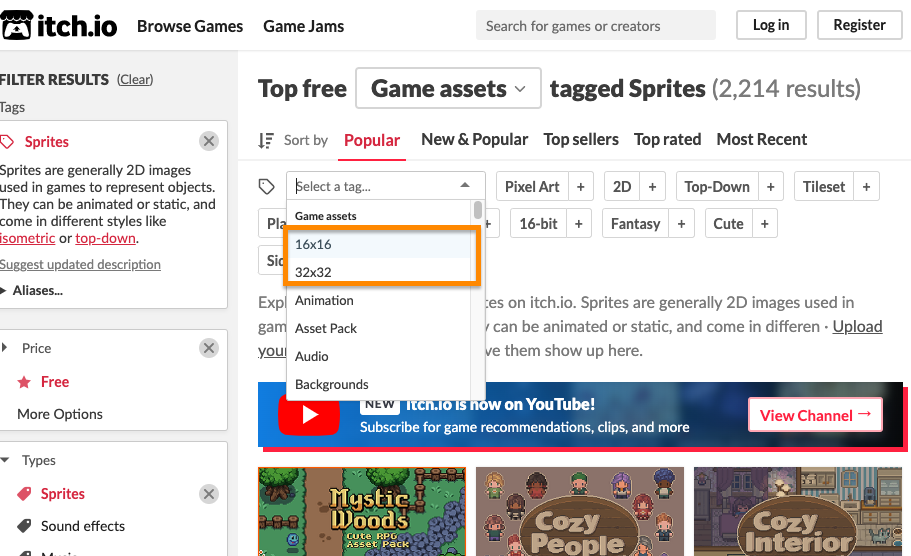 itch.io Browse Games Game Jams Search for games or creators Log in Register
FILTER RESULTS (Clear)
Tags
Sprites
Sprites are generally 2D images
used in games to represent objects.
They can be animated or static, and
come in different styles like
isometric or top-down.
Suggest updated description
Aliases...
Price
Free
More Options
Types
Sprites
Sound effects
Top free Game assets tagged Sprites (2,214 results)
Sort by Popular New & Popular Top sellers Top rated Most Recent
Select a tag... Pixel Art + 2D + Top-Down + Tileset +
Pla + 16-bit + Fantasy + Cute +
Sid
Game assets
16x16
32x32
Animation
Asset Pack
Audio
Backgrounds
Expl tes on itch.io. Sprites are generally 2D images used in
gam y can be animated or static, and come in differen · Upload
your ve them show up here.
NEW itch.io is now on YouTube!
Subscribe for game recommendations, clips, and more
View Channel →
Mystic
Woods
Cute RPG
Asset Pack
Cozy
People
Cozy
Interior